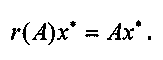 r(A)x* = Ax*.